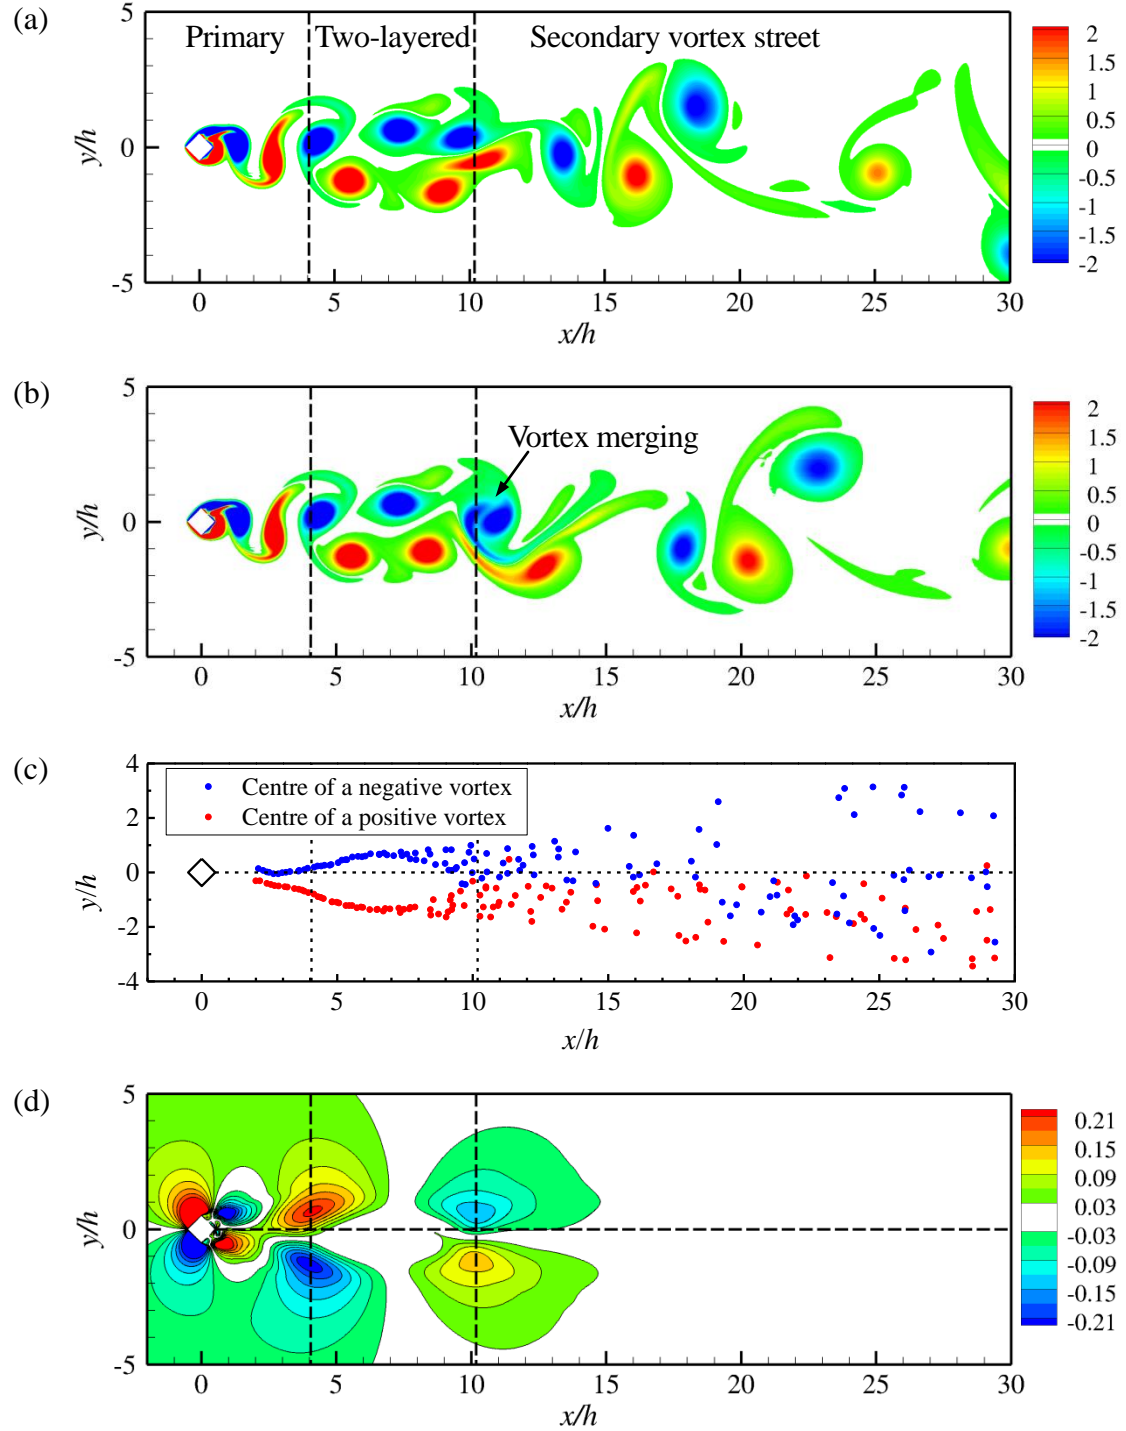 (a)
Primary Two-layered Secondary vortex street
5
0
-5
y/h
0 5 10 15 20 25 30
x/h
2
1.5
1
0.5
0
-0.5
-1
-1.5
-2
(b)
Vortex merging
5
0
-5
y/h
0 5 10 15 20 25 30
x/h
2
1.5
1
0.5
0
-0.5
-1
-1.5
-2
(c)
Centre of a negative vortex
Centre of a positive vortex
4
2
0
-2
-4
y/h
0 5 10 15 20 25 30
x/h
(d)
5
0
-5
y/h
0 5 10 15 20 25 30
x/h
0.21
0.15
0.09
0.03
-0.03
-0.09
-0.15
-0.21